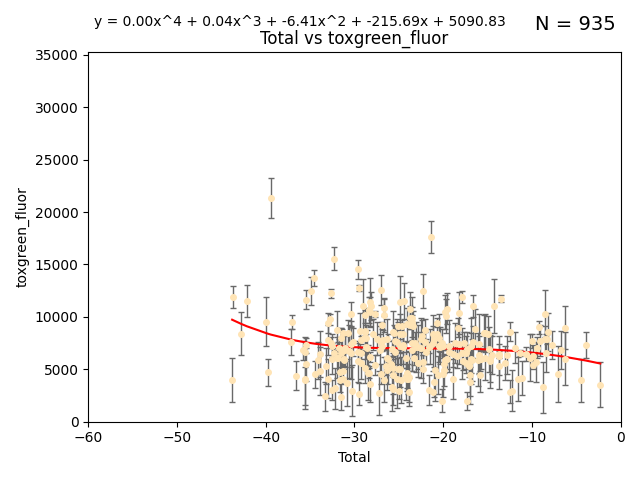 y = 0.00x^4 + 0.04x^3 + -6.41x^2 + -215.69x + 5090.83
N = 935
Total vs toxgreen_fluor
35000
30000
25000
20000
15000
10000
5000
0
toxgreen_fluor
−60 −50 −40 −30 −20 −10 0
Total